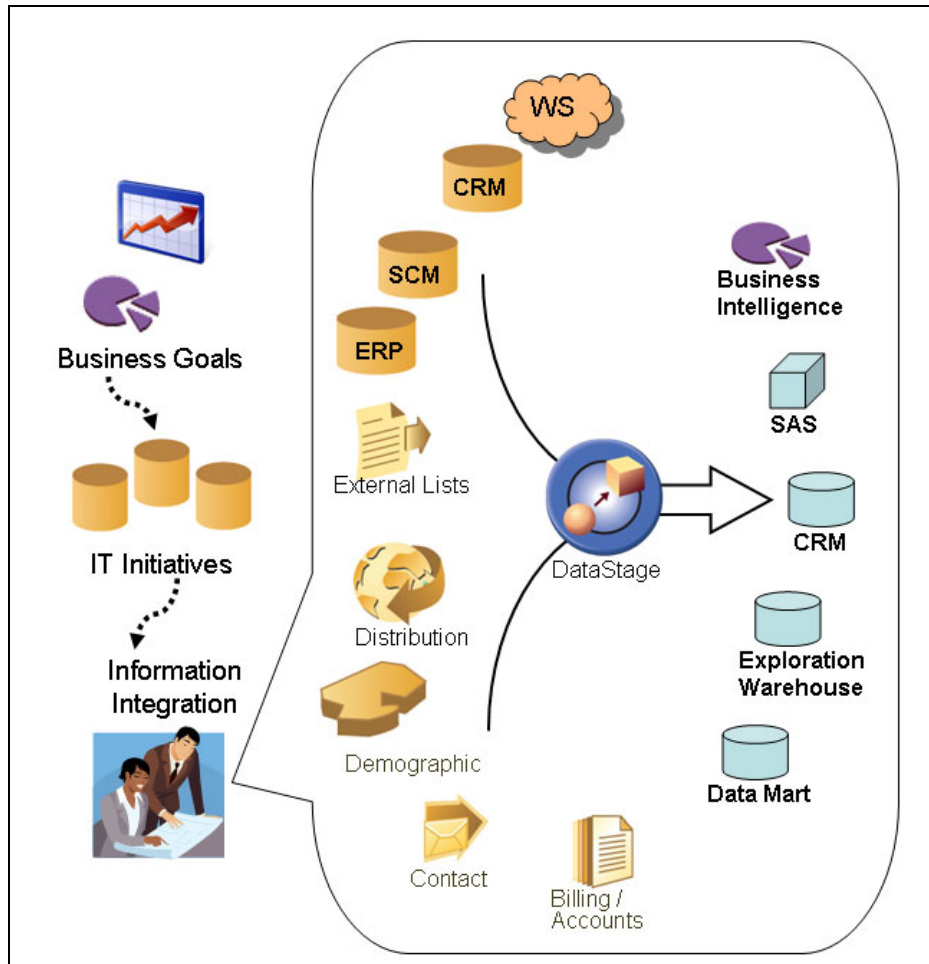 Business Goals
IT Initiatives
Information
Integration
WS
CRM
SCM
ERP
External Lists
Distribution
Demographic
Contact
Billing /
Accounts
DataStage
Business
Intelligence
SAS
CRM
Exploration
Warehouse
Data Mart